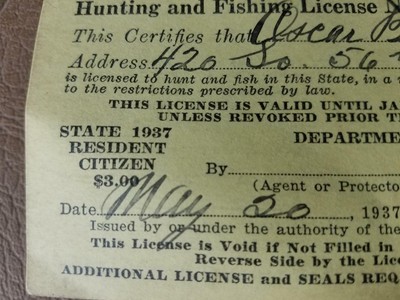 Hunting and Fishing License N
This Certifies that Oscar
Address 420 So. 56
is licensed to hunt and fish in this State, in a
to the restrictions prescribed by law.
THIS LICENSE IS VALID UNTIL JA
UNLESS REVOKED PRIOR T
STATE 1937 DEPARTME
RESIDENT
CITIZEN By
$3.00 (Agent or Protecto
Date May 20, 1937
Issued by or under the authority of the
This License is Void if Not Filled in
Reverse Side by the Lice
ADDITIONAL LICENSE and SEALS REQ